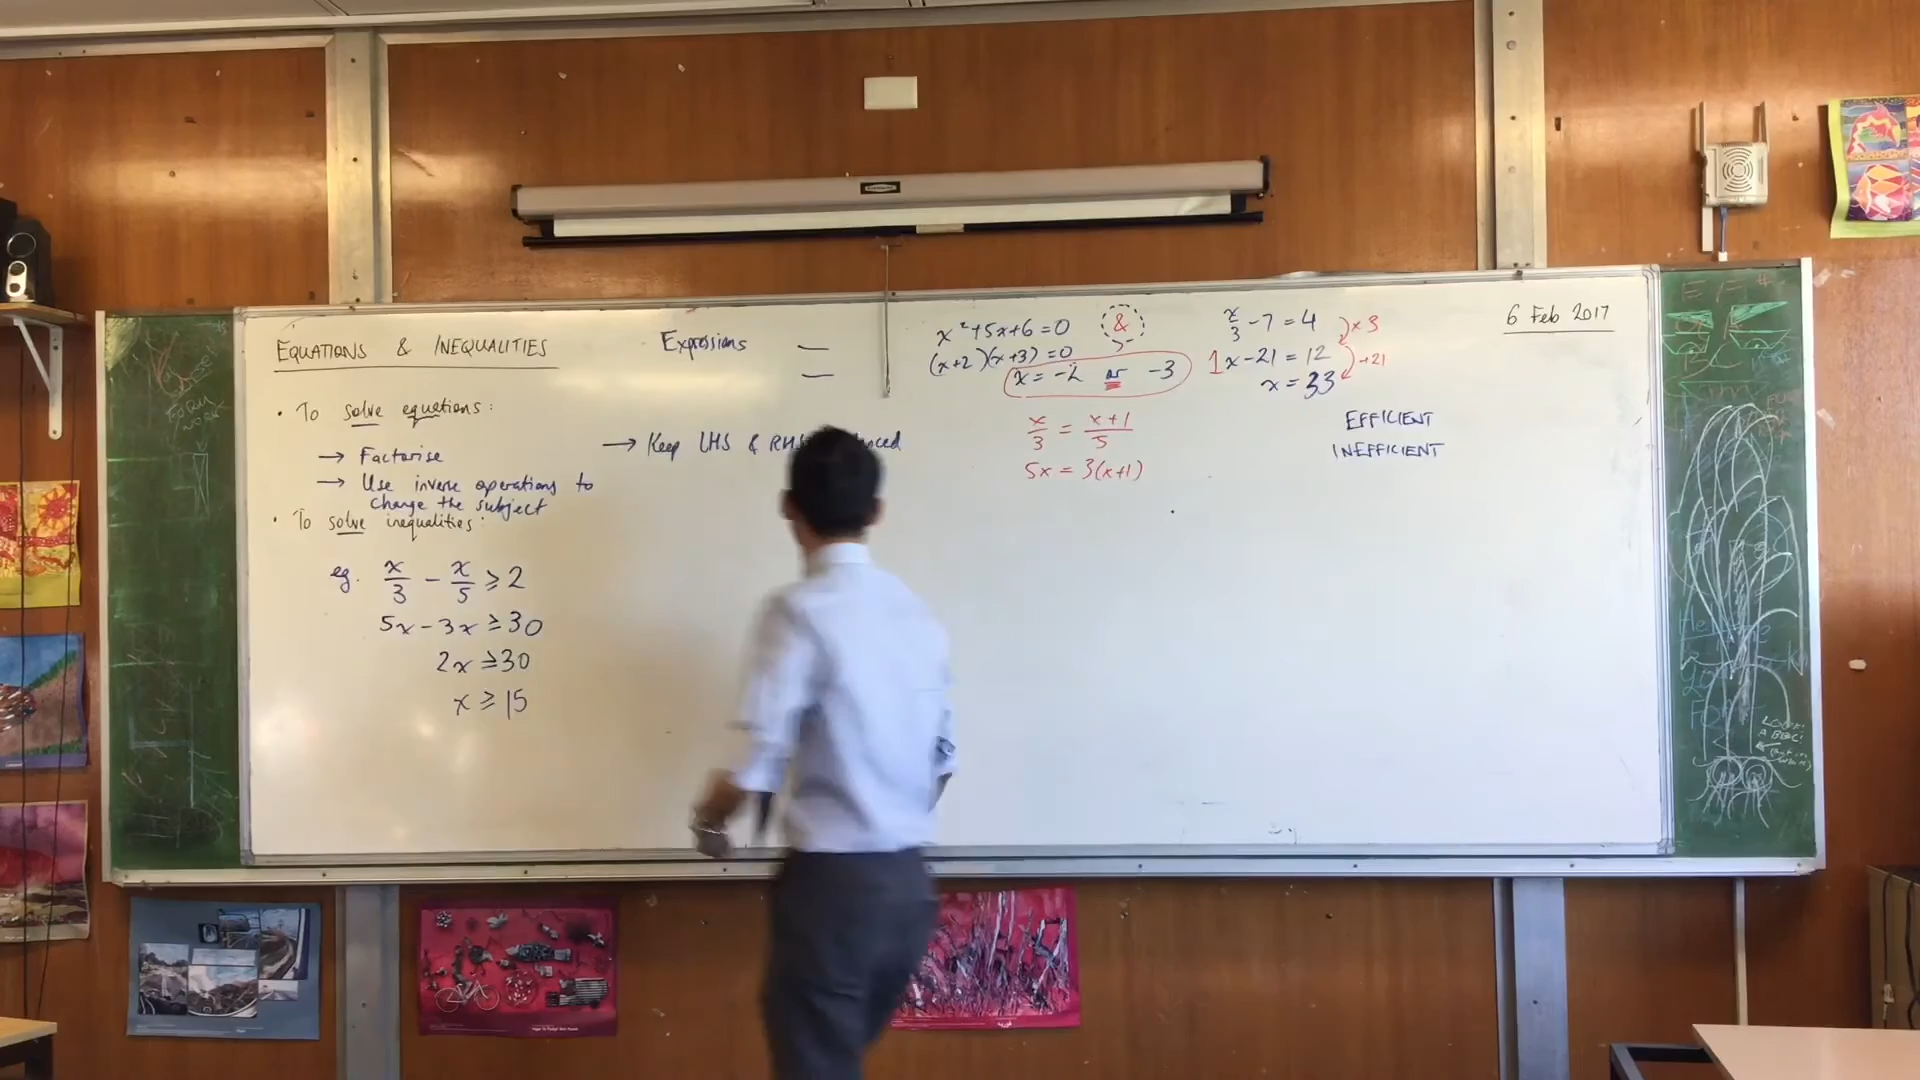 EQUATIONS & INEQUALITIES
• To solve equations:
→ Factorise
→ Use inverse operations to
change the subject
• To solve inequalities:
eg. x/3 - x/5 ≥ 2
5x - 3x ≥ 30
2x ≥ 30
x ≥ 15
Expressions
=
→ Keep LHS & RHS
x² + 5x + 6 = 0
(x+2)(x+3) = 0
x = -2 or -3
&
x/3 = (x+1)/5
5x = 3(x+1)
x/3 - 7 = 4
×3
1x - 21 = 12
+21
x = 33
EFFICIENT
INEFFICIENT
6 Feb 2017